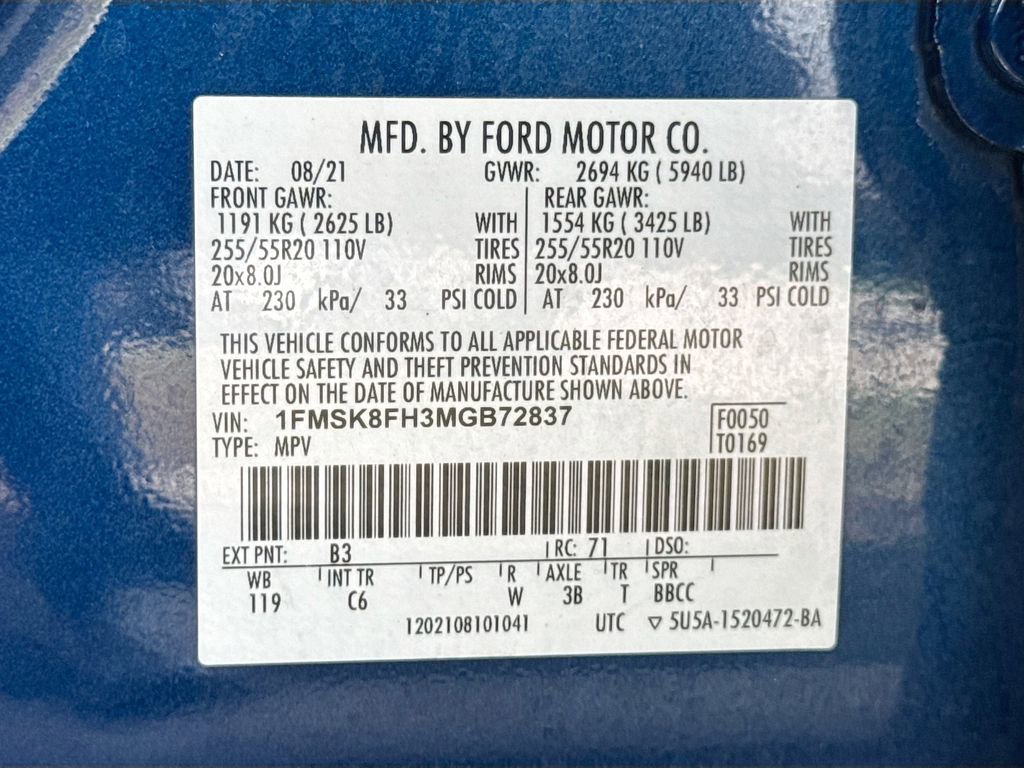 MFD. BY FORD MOTOR CO.
DATE: 08/21 GVWR: 2694 KG ( 5940 LB)
FRONT GAWR: REAR GAWR:
1191 KG ( 2625 LB) WITH 1554 KG ( 3425 LB) WITH
255/55R20 110V TIRES 255/55R20 110V TIRES
20x8.0J RIMS 20x8.0J RIMS
AT 230 kPa/ 33 PSI COLD AT 230 kPa/ 33 PSI COLD
THIS VEHICLE CONFORMS TO ALL APPLICABLE FEDERAL MOTOR
VEHICLE SAFETY AND THEFT PREVENTION STANDARDS IN
EFFECT ON THE DATE OF MANUFACTURE SHOWN ABOVE.
VIN: 1FMSK8FH3MGB72837 F0050
TYPE: MPV T0169
EXT PNT: B3 RC: 71 DSO:
WB INT TR TP/PS R AXLE TR SPR
119 C6 W 3B T BBCC
1202108101041 UTC ▽ 5U5A-1520472-BA